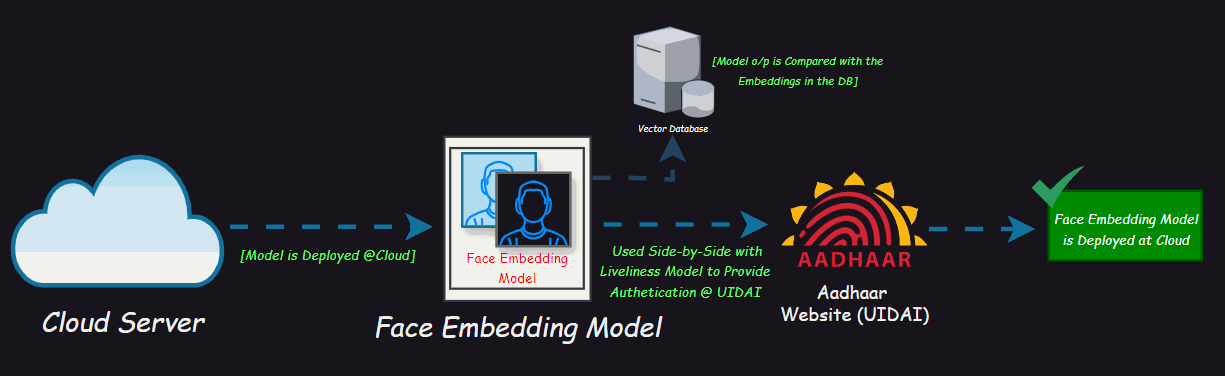 [Model o/p is Compared with the
Embeddings in the DB]
Vector Database
[Model is Deployed @Cloud]
Face Embedding
Model
Used Side-by-Side with
Liveliness Model to Provide
Authetication @ UIDAI
AADHAAR
Face Embedding Model
is Deployed at Cloud
Cloud Server
Face Embedding Model
Aadhaar
Website (UIDAI)